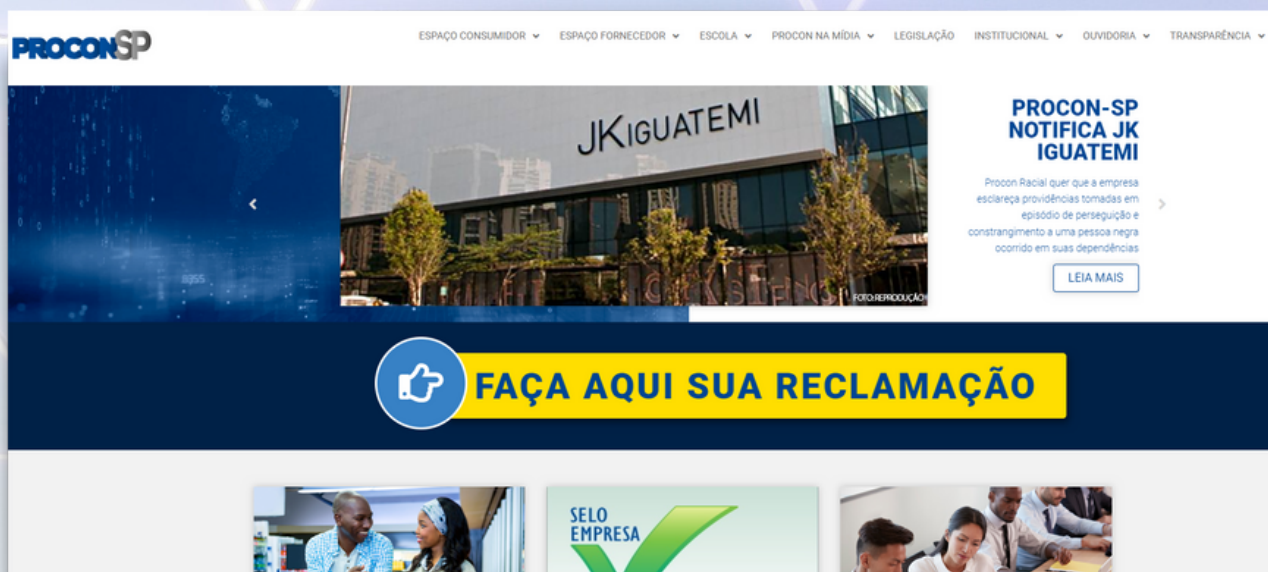 PROCONSP
ESPAÇO CONSUMIDOR
ESPAÇO FORNECEDOR
ESCOLA
PROCON NA MÍDIA
LEGISLAÇÃO
INSTITUCIONAL
OUVIDORIA
TRANSPARÊNCIA
JKIGUATEMI
FOTO:REPRODUÇÃO
PROCON-SP
NOTIFICA JK
IGUATEMI
Procon Racial quer que a empresa
esclareça providências tomadas em
episódio de perseguição e
constrangimento a uma pessoa negra
ocorrido em suas dependências
LEIA MAIS
FAÇA AQUI SUA RECLAMAÇÃO
SELO
EMPRESA